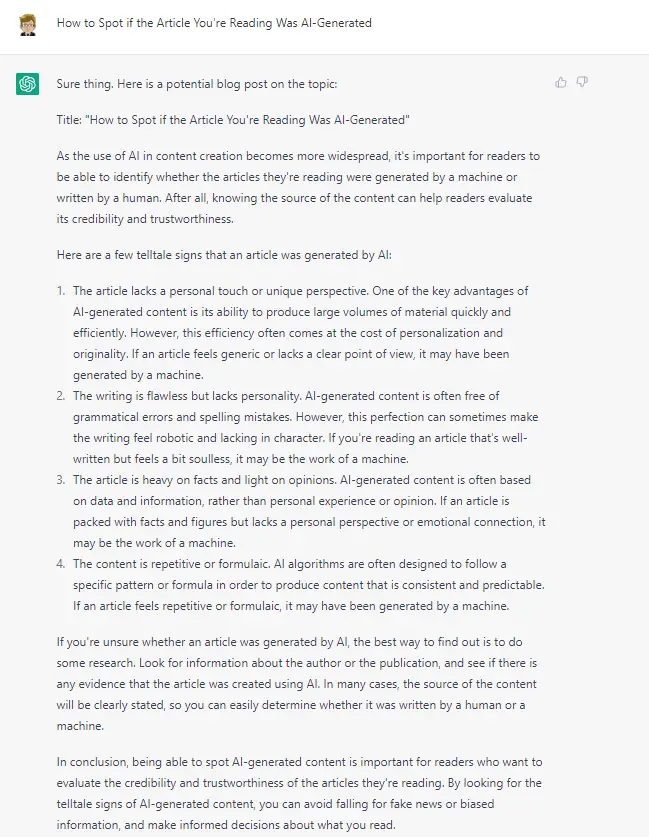 How to Spot if the Article You're Reading Was AI-Generated
Sure thing. Here is a potential blog post on the topic:
Title: "How to Spot if the Article You're Reading Was AI-Generated"
As the use of AI in content creation becomes more widespread, it's important for readers to
be able to identify whether the articles they're reading were generated by a machine or
written by a human. After all, knowing the source of the content can help readers evaluate
its credibility and trustworthiness.
Here are a few telltale signs that an article was generated by AI:
1. The article lacks a personal touch or unique perspective. One of the key advantages of
AI-generated content is its ability to produce large volumes of material quickly and
efficiently. However, this efficiency often comes at the cost of personalization and
originality. If an article feels generic or lacks a clear point of view, it may have been
generated by a machine.
2. The writing is flawless but lacks personality. AI-generated content is often free of
grammatical errors and spelling mistakes. However, this perfection can sometimes make
the writing feel robotic and lacking in character. If you're reading an article that's well-
written but feels a bit soulless, it may be the work of a machine.
3. The article is heavy on facts and light on opinions. AI-generated content is often based
on data and information, rather than personal experience or opinion. If an article is
packed with facts and figures but lacks a personal perspective or emotional connection, it
may be the work of a machine.
4. The content is repetitive or formulaic. AI algorithms are often designed to follow a
specific pattern or formula in order to produce content that is consistent and predictable.
If an article feels repetitive or formulaic, it may have been generated by a machine.
If you're unsure whether an article was generated by AI, the best way to find out is to do
some research. Look for information about the author or the publication, and see if there is
any evidence that the article was created using AI. In many cases, the source of the content
will be clearly stated, so you can easily determine whether it was written by a human or a
machine.
In conclusion, being able to spot AI-generated content is important for readers who want to
evaluate the credibility and trustworthiness of the articles they're reading. By looking for the
telltale signs of AI-generated content, you can avoid falling for fake news or biased
information, and make informed decisions about what you read.